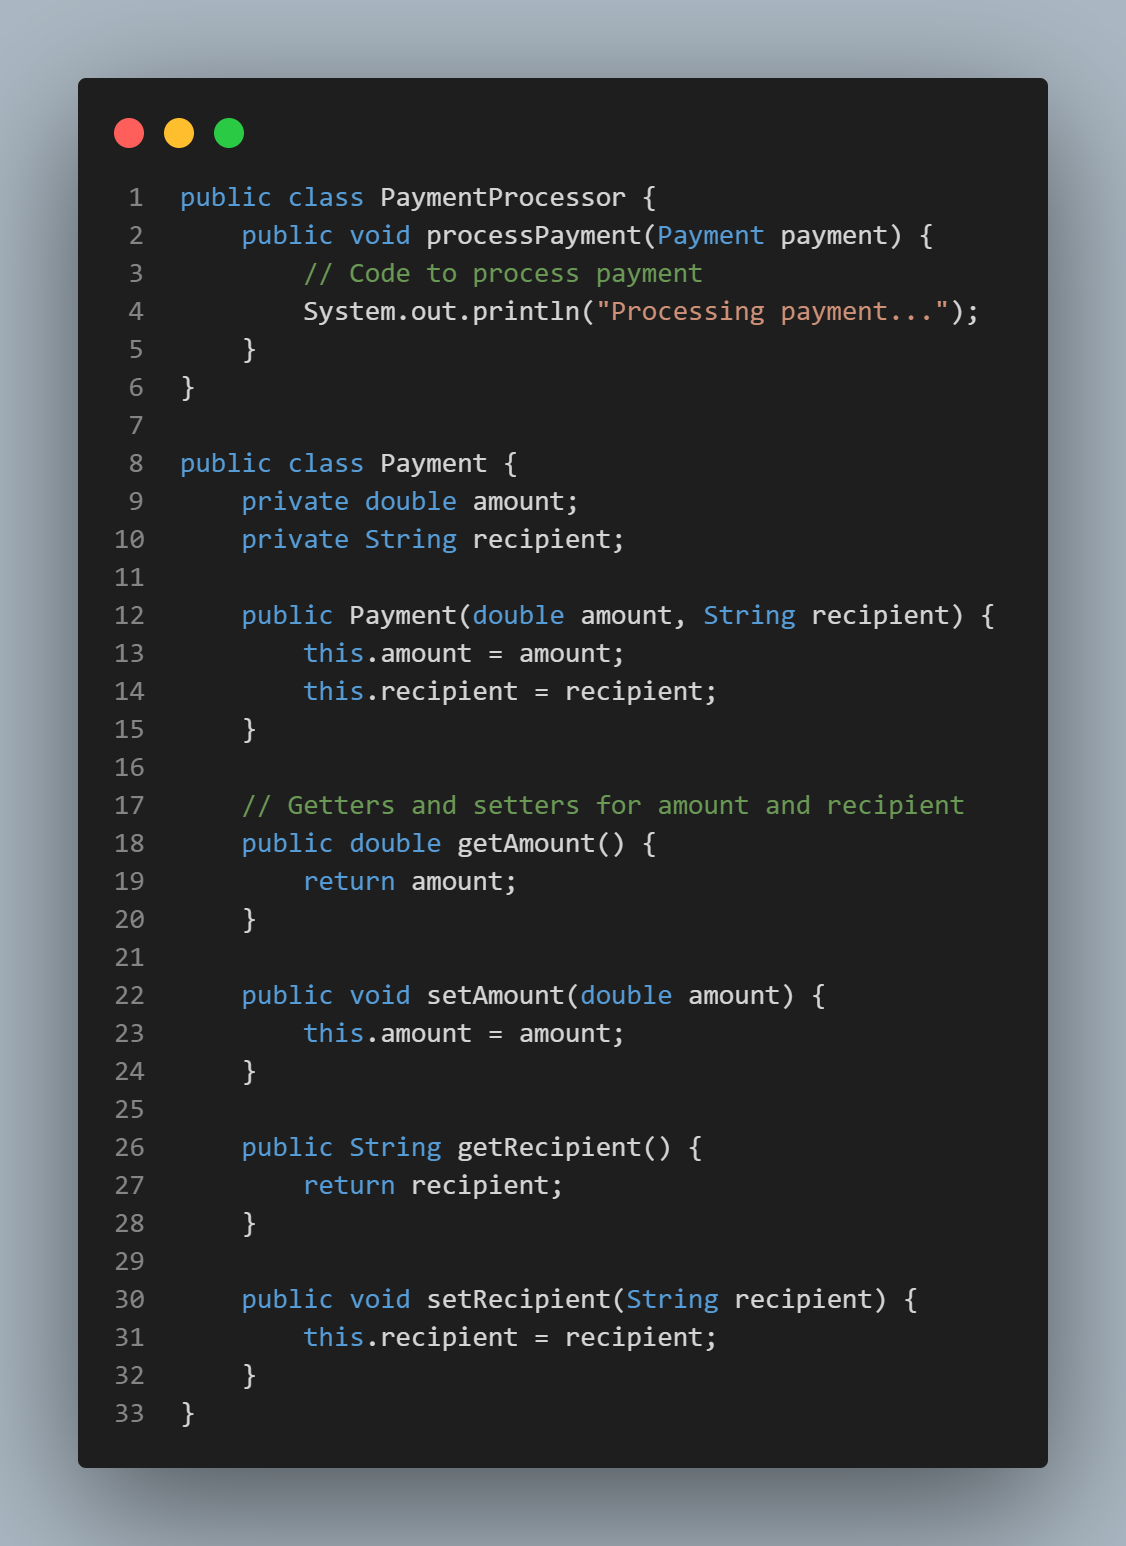 1 public class PaymentProcessor {
2     public void processPayment(Payment payment) {
3         // Code to process payment
4         System.out.println("Processing payment...");
5     }
6 }
7
8 public class Payment {
9     private double amount;
10     private String recipient;
11
12     public Payment(double amount, String recipient) {
13         this.amount = amount;
14         this.recipient = recipient;
15     }
16
17     // Getters and setters for amount and recipient
18     public double getAmount() {
19         return amount;
20     }
21
22     public void setAmount(double amount) {
23         this.amount = amount;
24     }
25
26     public String getRecipient() {
27         return recipient;
28     }
29
30     public void setRecipient(String recipient) {
31         this.recipient = recipient;
32     }
33 }